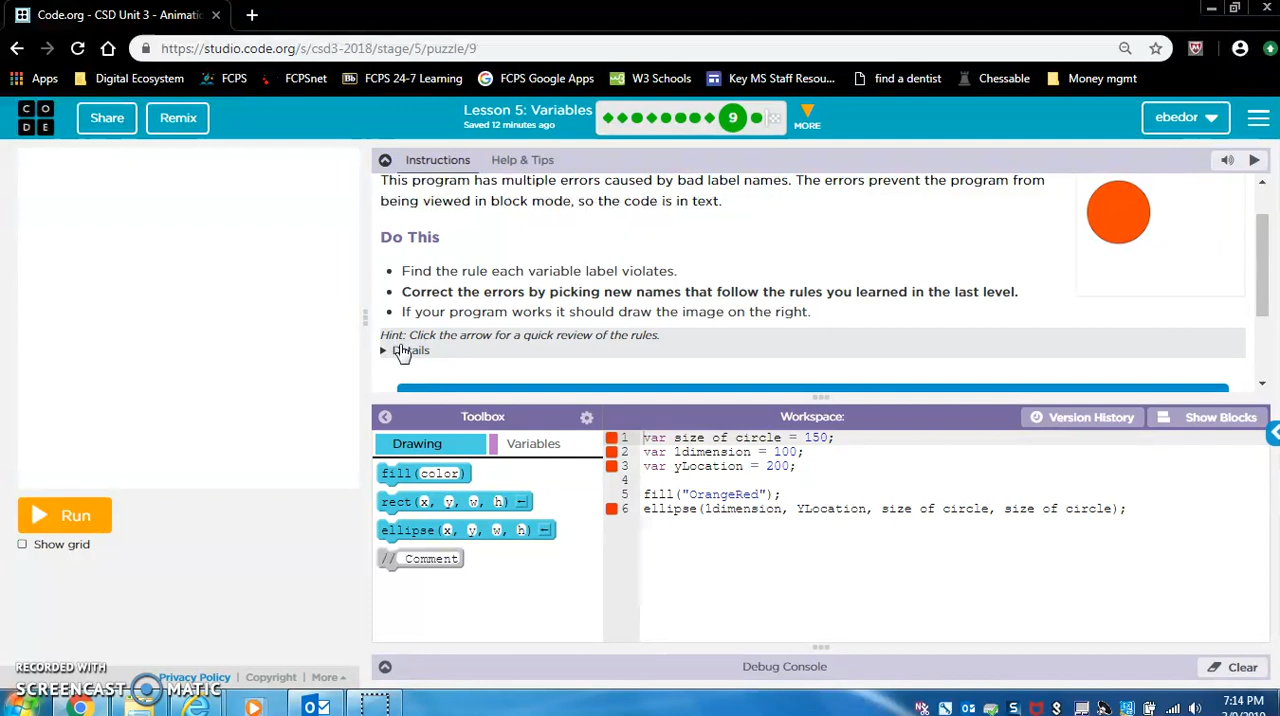 Code.org - CSD Unit 3 - Animatic
https://studio.code.org/s/csd3-2018/stage/5/puzzle/9
Apps Digital Ecosystem FCPS FCPSnet Bb FCPS 24-7 Learning FCPS Google Apps W3 Schools Key MS Staff Resou... find a dentist Chessable Money mgmt
C O D E
Share Remix
Lesson 5: Variables
Saved 12 minutes ago
9
MORE
ebedor
Instructions Help & Tips
This program has multiple errors caused by bad label names. The errors prevent the program from
being viewed in block mode, so the code is in text.
Do This
Find the rule each variable label violates.
Correct the errors by picking new names that follow the rules you learned in the last level.
If your program works it should draw the image on the right.
Hint: Click the arrow for a quick review of the rules.
Details
Toolbox Workspace: Version History Show Blocks
Drawing Variables
fill(color)
rect(x, y, w, h)
ellipse(x, y, w, h)
// Comment
1 var size of circle = 150;
2 var 1dimension = 100;
3 var yLocation = 200;
4
5 fill("OrangeRed");
6 ellipse(1dimension, YLocation, size of circle, size of circle);
Run
Show grid
Debug Console Clear
RECORDED WITH
SCREENCAST MATIC
Privacy Policy Copyright More
7:14 PM